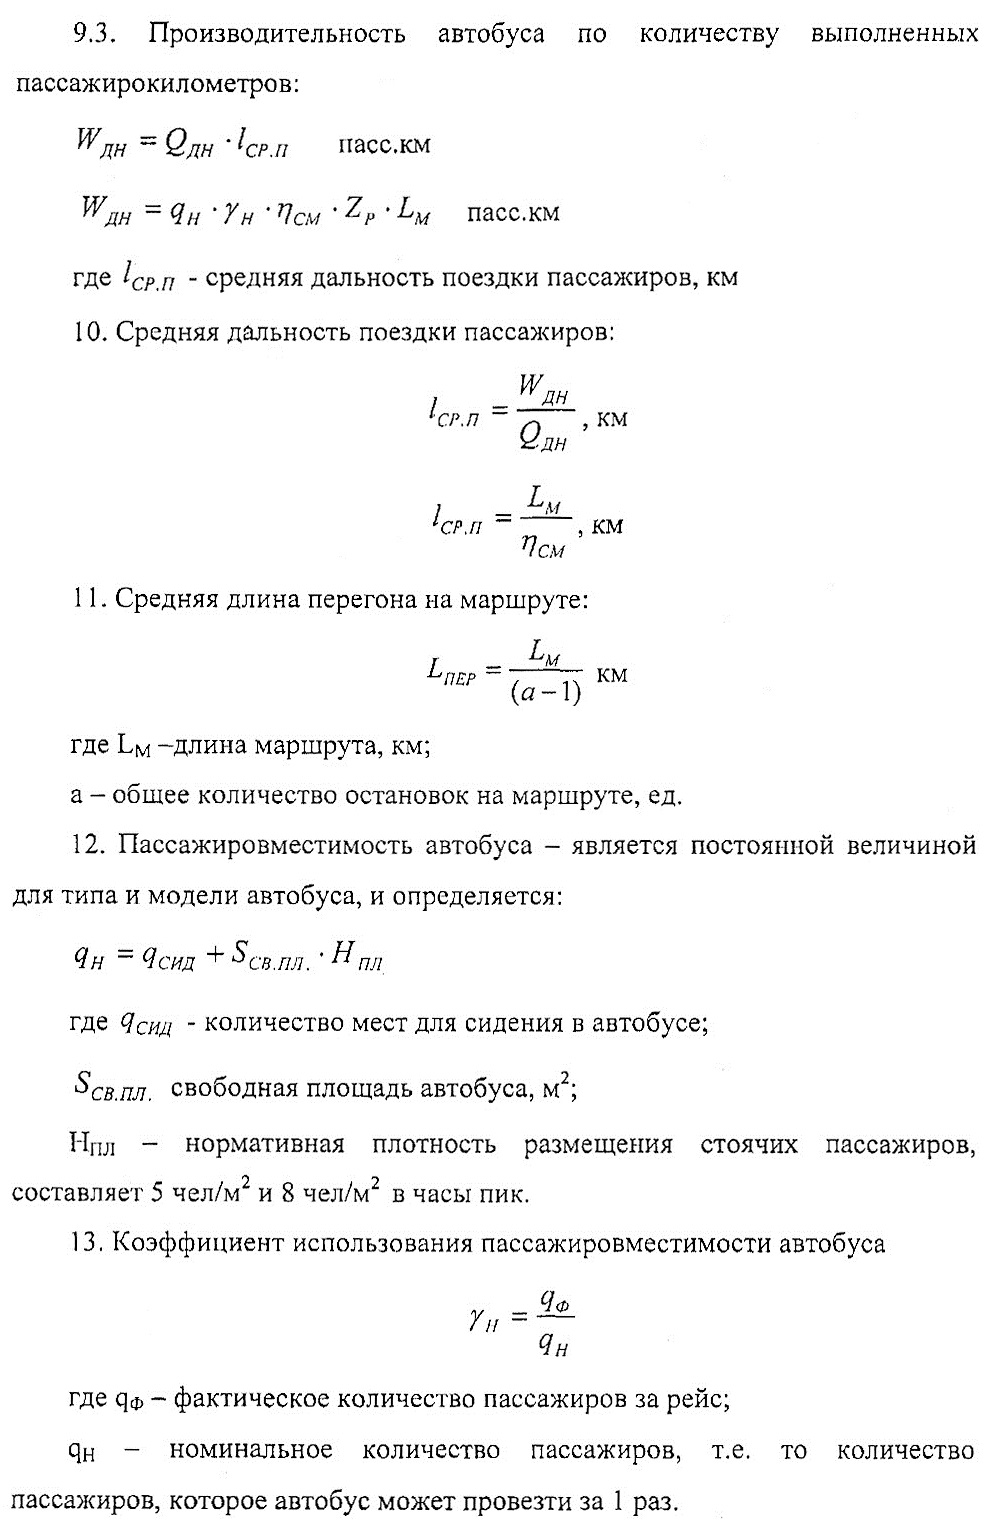 9.3. Производительность автобуса по количеству выполненных
пассажирокилометров:
W_ДН = Q_ДН · l_СР.П пасс.км
W_ДН = q_Н · γ_Н · η_СМ · Z_Р · L_М пасс.км
где l_СР.П - средняя дальность поездки пассажиров, км
10. Средняя дальность поездки пассажиров:
l_СР.П = W_ДН / Q_ДН , км
l_СР.П = L_М / η_СМ , км
11. Средняя длина перегона на маршруте:
L_ПЕР = L_М / (а – 1) км
где L_М –длина маршрута, км;
а – общее количество остановок на маршруте, ед.
12. Пассажировместимость автобуса – является постоянной величиной
для типа и модели автобуса, и определяется:
q_Н = q_СИД + S_СВ.ПЛ. · H_ПЛ
где q_СИД - количество мест для сидения в автобусе;
S_СВ.ПЛ. свободная площадь автобуса, м²;
Н_ПЛ – нормативная плотность размещения стоячих пассажиров,
составляет 5 чел/м² и 8 чел/м² в часы пик.
13. Коэффициент использования пассажировместимости автобуса
γ_Н = q_Ф / q_Н
где q_Ф – фактическое количество пассажиров за рейс;
q_Н – номинальное количество пассажиров, т.е. то количество
пассажиров, которое автобус может провезти за 1 раз.